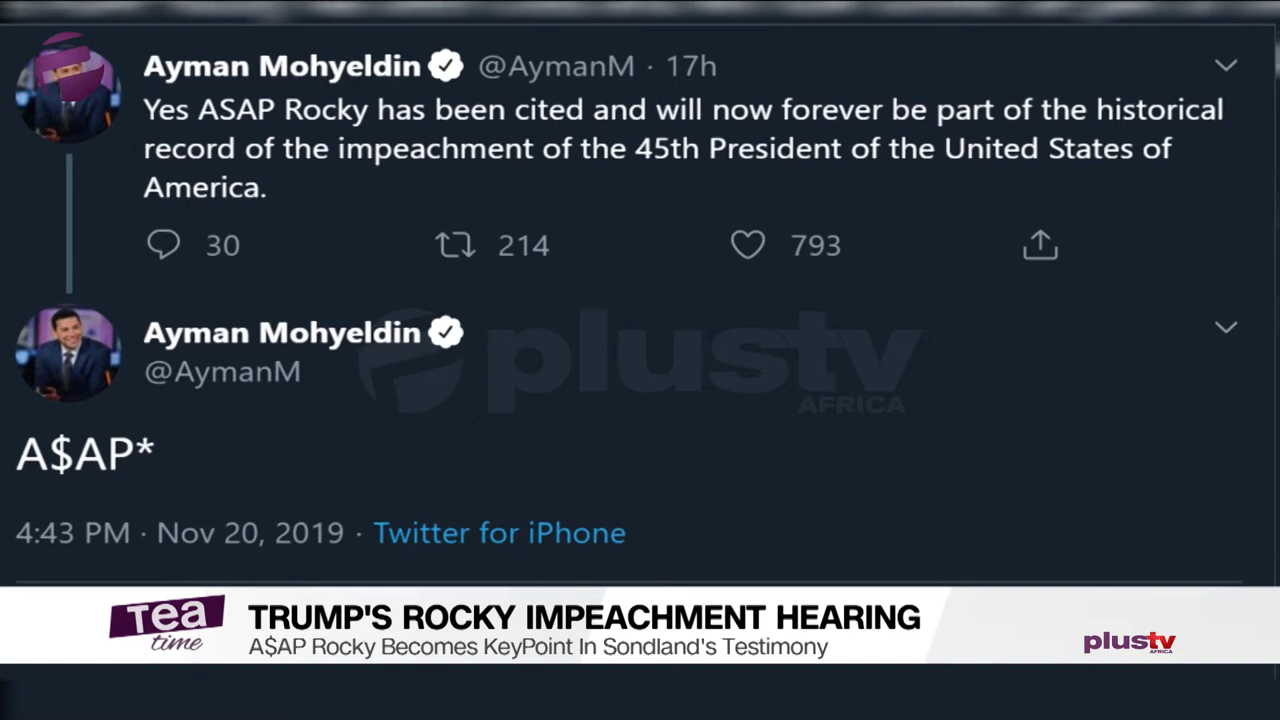 Ayman Mohyeldin @AymanM · 17h
Yes ASAP Rocky has been cited and will now forever be part of the historical
record of the impeachment of the 45th President of the United States of
America.
30 214 793
Ayman Mohyeldin
@AymanM
plustv
AFRICA
A$AP*
4:43 PM · Nov 20, 2019 · Twitter for iPhone
Tea
time
TRUMP'S ROCKY IMPEACHMENT HEARING
A$AP Rocky Becomes KeyPoint In Sondland's Testimony
plustv
AFRICA